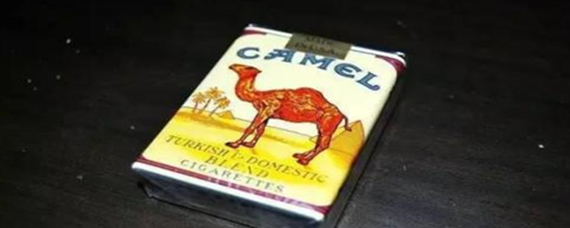 CAMEL
TURKISH & DOMESTIC
BLEND
CIGARETTES